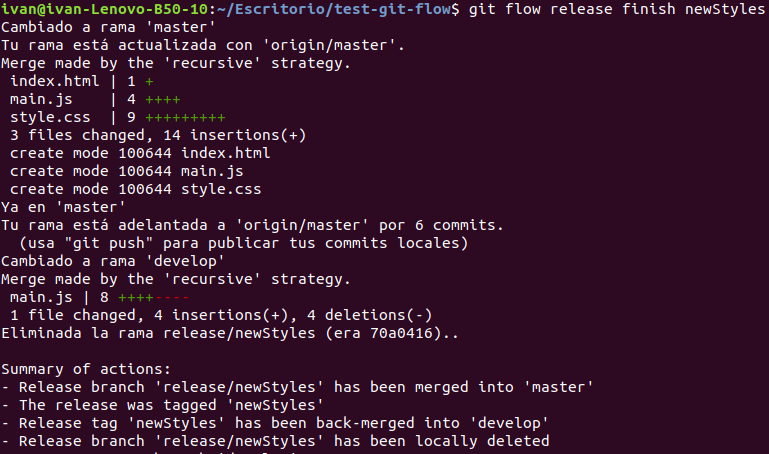 ivan@ivan-Lenovo-B50-10:~/Escritorio/test-git-flow$ git flow release finish newStyles
Cambiado a rama 'master'
Tu rama está actualizada con 'origin/master'.
Merge made by the 'recursive' strategy.
 index.html | 1 +
 main.js    | 4 ++++
 style.css  | 9 +++++++++
 3 files changed, 14 insertions(+)
 create mode 100644 index.html
 create mode 100644 main.js
 create mode 100644 style.css
Ya en 'master'
Tu rama está adelantada a 'origin/master' por 6 commits.
  (usa "git push" para publicar tus commits locales)
Cambiado a rama 'develop'
Merge made by the 'recursive' strategy.
 main.js | 8 ++++----
 1 file changed, 4 insertions(+), 4 deletions(-)
Eliminada la rama release/newStyles (era 70a0416)..

Summary of actions:
- Release branch 'release/newStyles' has been merged into 'master'
- The release was tagged 'newStyles'
- Release tag 'newStyles' has been back-merged into 'develop'
- Release branch 'release/newStyles' has been locally deleted